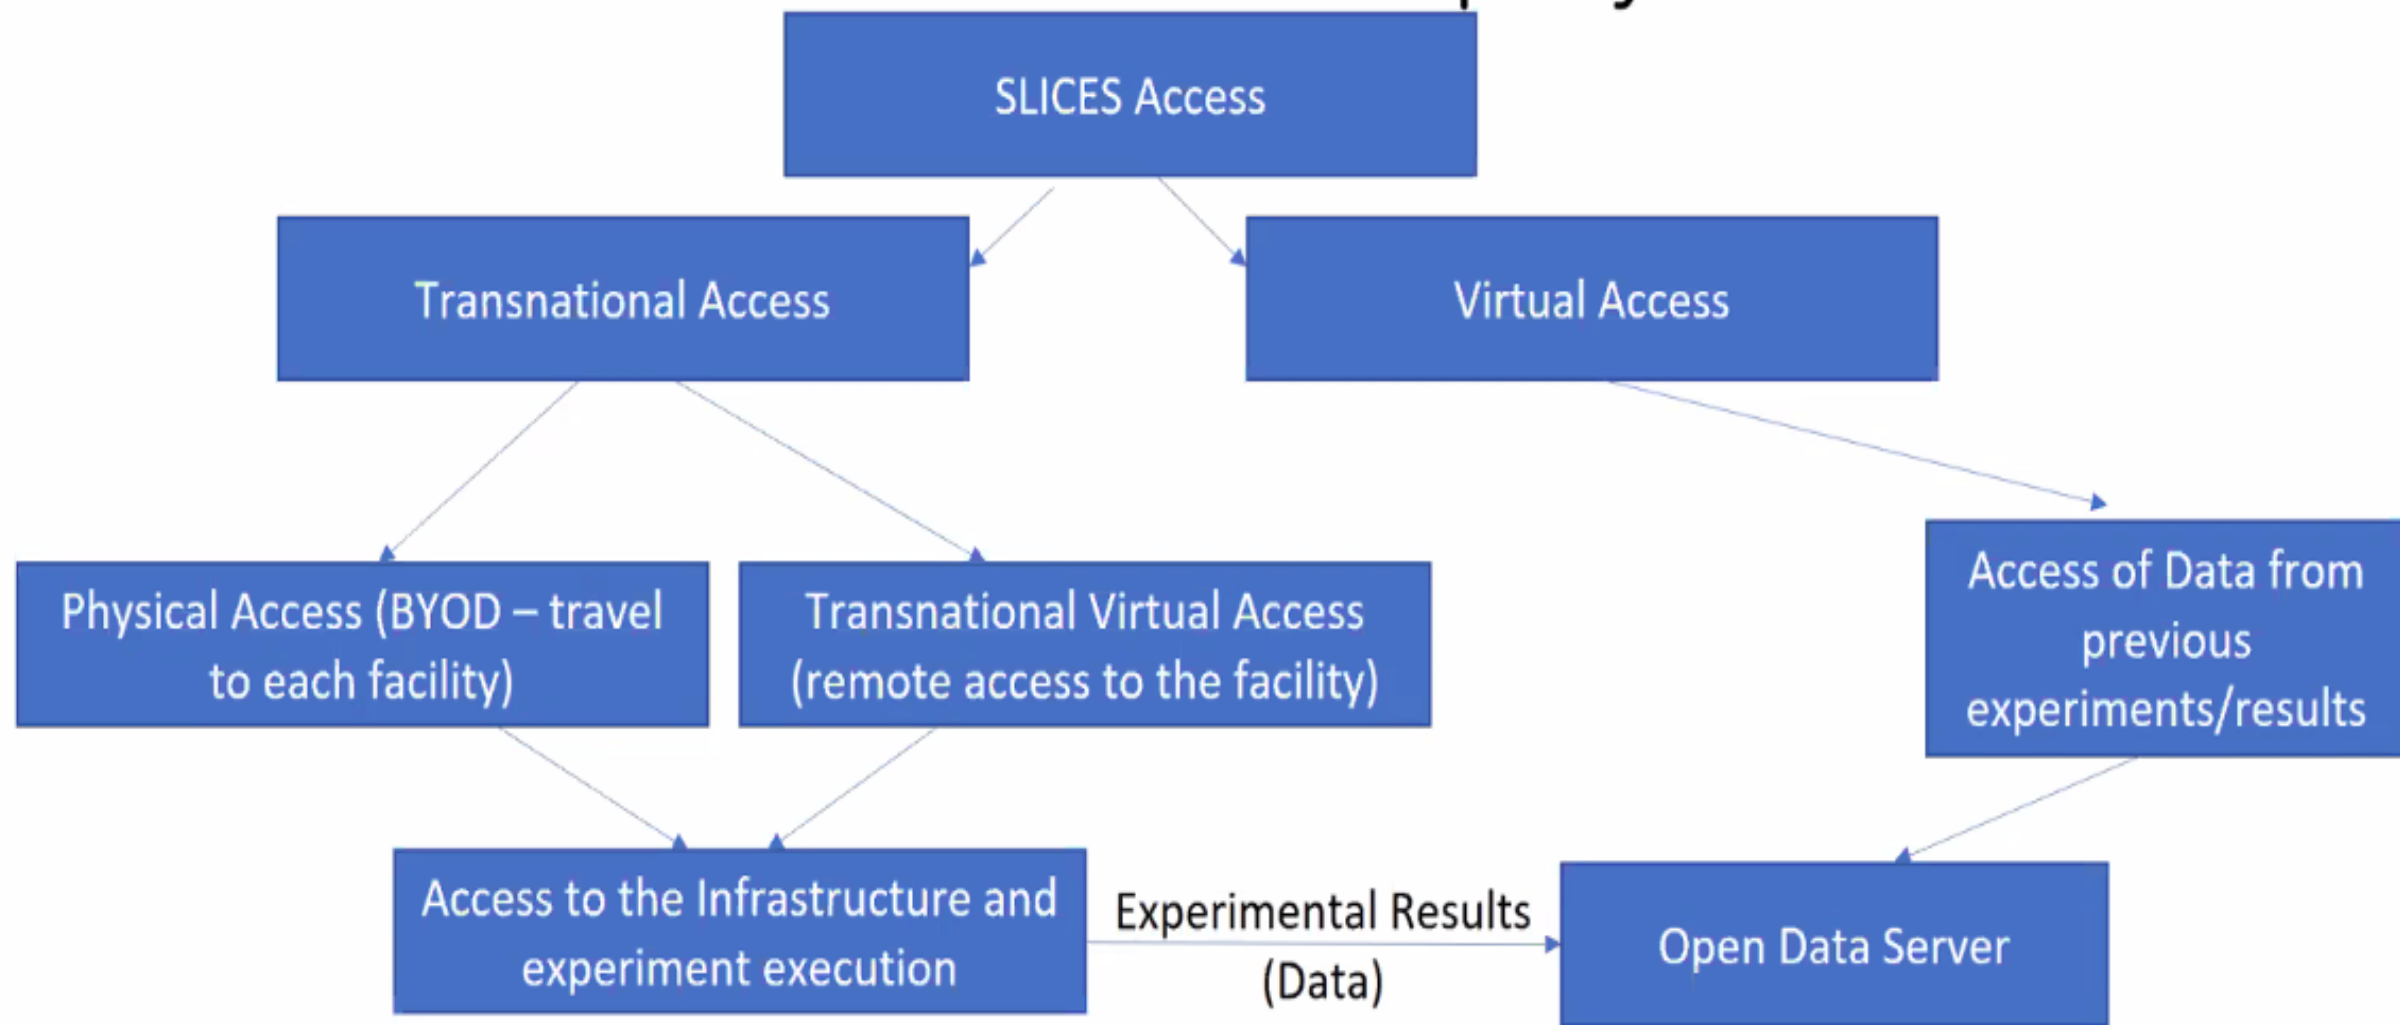 SLICES Access
Transnational Access
Virtual Access
Physical Access (BYOD – travel
to each facility)
Transnational Virtual Access
(remote access to the facility)
Access of Data from
previous
experiments/results
Access to the Infrastructure and
experiment execution
Experimental Results
(Data)
Open Data Server